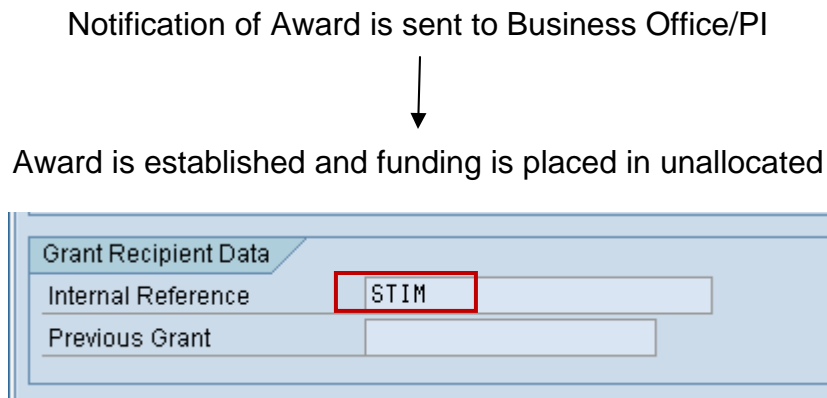 Notification of Award is sent to Business Office/PI
Award is established and funding is placed in unallocated
Grant Recipient Data
Internal Reference STIM
Previous Grant